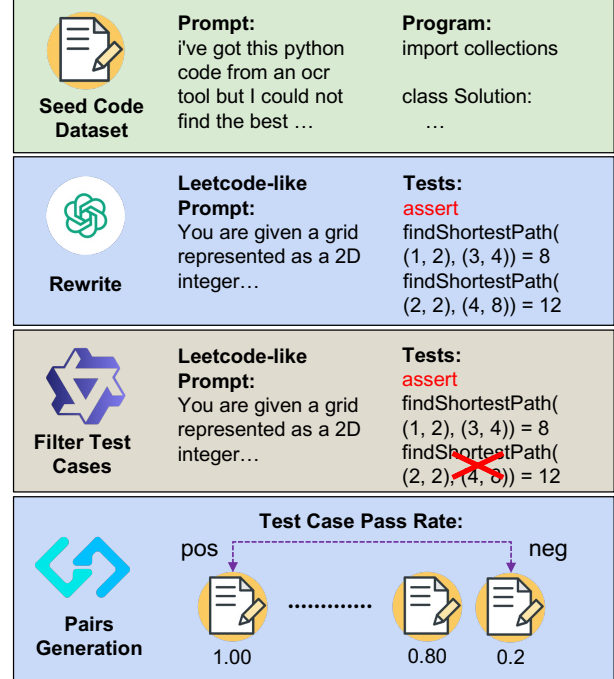 Seed Code
Dataset
Prompt:
i've got this python
code from an ocr
tool but I could not
find the best ...
Program:
import collections
class Solution:
...
Rewrite
Leetcode-like
Prompt:
You are given a grid
represented as a 2D
integer...
Tests:
assert
findShortestPath(
(1, 2), (3, 4)) = 8
findShortestPath(
(2, 2), (4, 8)) = 12
Filter Test
Cases
Leetcode-like
Prompt:
You are given a grid
represented as a 2D
integer...
Tests:
assert
findShortestPath(
(1, 2), (3, 4)) = 8
findShortestPath(
(2, 2), (4, 8)) = 12
Pairs
Generation
Test Case Pass Rate:
pos
neg
.............
1.00
0.80
0.2